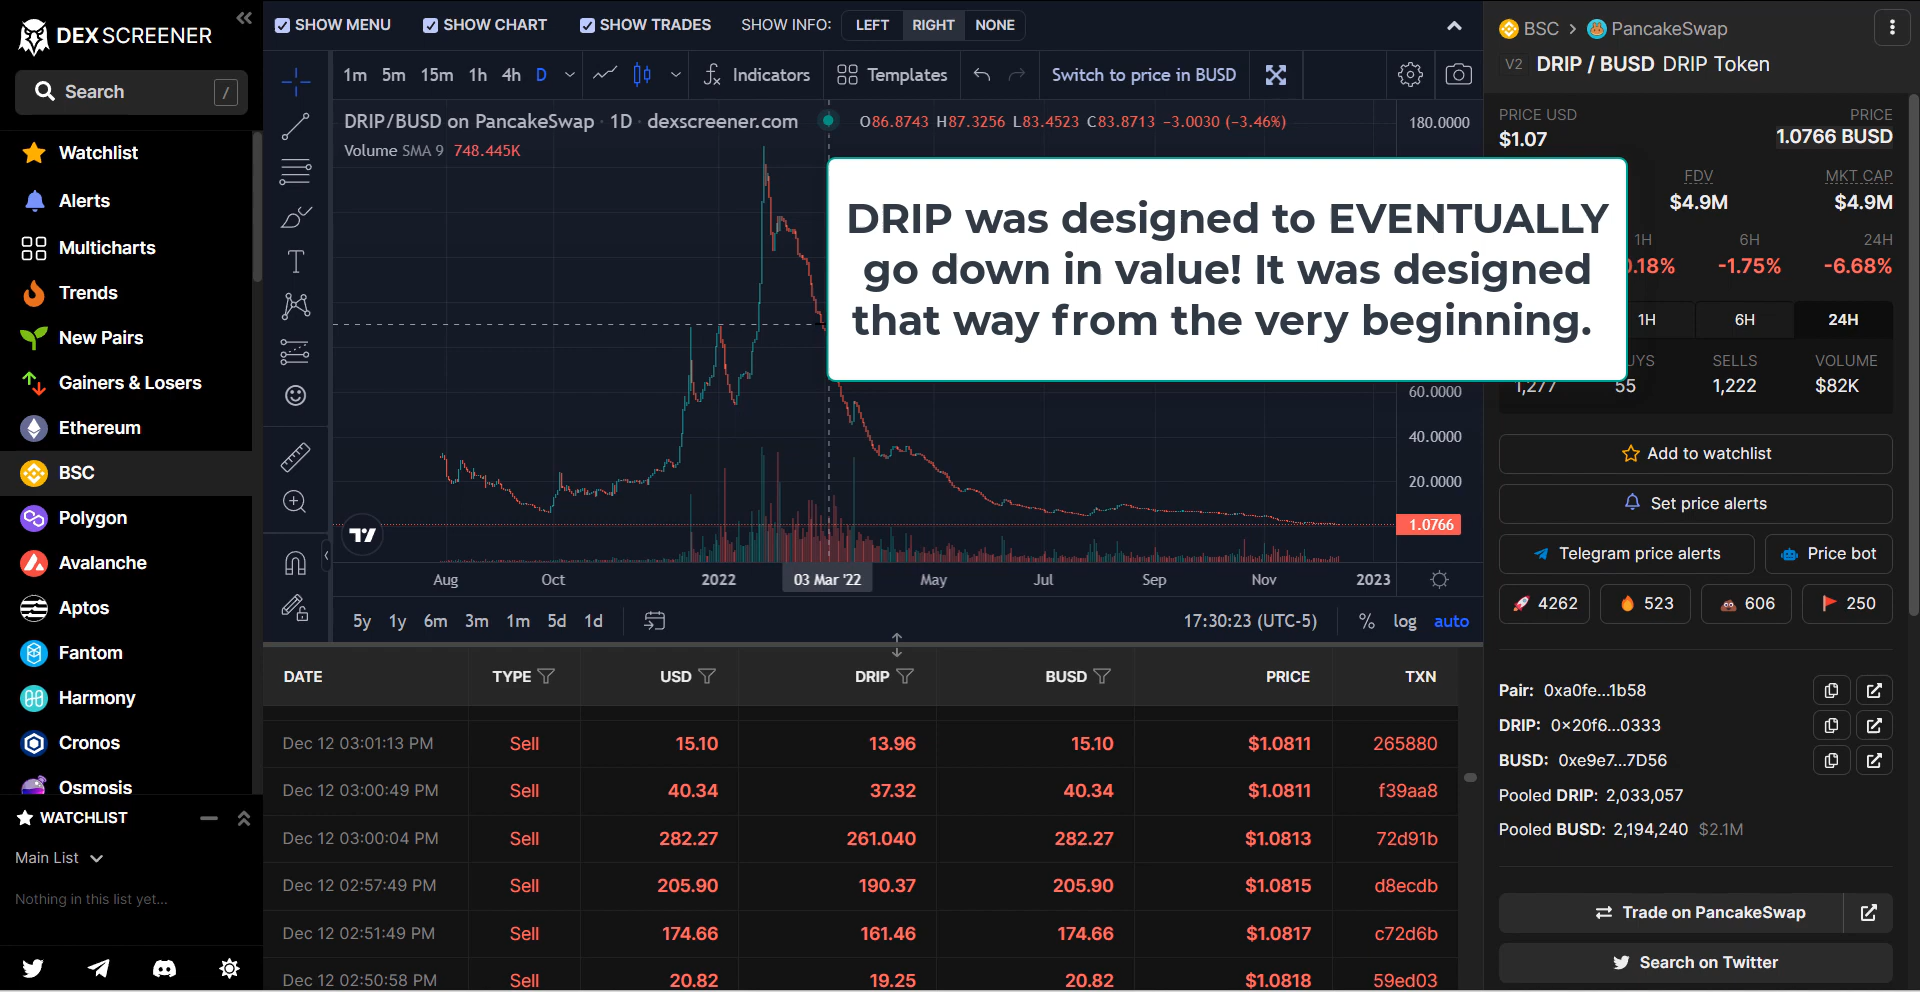 DEX SCREENER
Search /
Watchlist
Alerts
Multicharts
Trends
New Pairs
Gainers & Losers
Ethereum
BSC
Polygon
Avalanche
Aptos
Fantom
Harmony
Cronos
Osmosis
WATCHLIST
Main List
Nothing in this list yet...
SHOW MENU SHOW CHART SHOW TRADES SHOW INFO: LEFT RIGHT NONE
1m 5m 15m 1h 4h D Indicators Templates Switch to price in BUSD
DRIP/BUSD on PancakeSwap · 1D · dexscreener.com O86.8743 H87.3256 L83.4523 C83.8713 -3.0030 (-3.46%)
Volume SMA 9 748.445K
180.0000
60.0000
40.0000
20.0000
1.0766
DRIP was designed to EVENTUALLY
go down in value! It was designed
that way from the very beginning.
Aug Oct 2022 03 Mar '22 May Jul Sep Nov 2023
5y 1y 6m 3m 1m 5d 1d 17:30:23 (UTC-5) % log auto
DATE TYPE USD DRIP BUSD PRICE TXN
Dec 12 03:01:13 PM Sell 15.10 13.96 15.10 $1.0811 265880
Dec 12 03:00:49 PM Sell 40.34 37.32 40.34 $1.0811 f39aa8
Dec 12 03:00:04 PM Sell 282.27 261.040 282.27 $1.0813 72d91b
Dec 12 02:57:49 PM Sell 205.90 190.37 205.90 $1.0815 d8ecdb
Dec 12 02:51:49 PM Sell 174.66 161.46 174.66 $1.0817 c72d6b
Dec 12 02:50:58 PM Sell 20.82 19.25 20.82 $1.0818 59ed03
BSC > PancakeSwap
V2 DRIP / BUSD DRIP Token
PRICE USD PRICE
$1.07 1.0766 BUSD
FDV MKT CAP
$4.9M $4.9M
1H 6H 24H
.18% -1.75% -6.68%
1H 6H 24H
YS SELLS VOLUME
1,277 55 1,222 $82K
Add to watchlist
Set price alerts
Telegram price alerts Price bot
4262 523 606 250
Pair: 0xa0fe...1b58
DRIP: 0x20f6...0333
BUSD: 0xe9e7...7D56
Pooled DRIP: 2,033,057
Pooled BUSD: 2,194,240 $2.1M
Trade on PancakeSwap
Search on Twitter